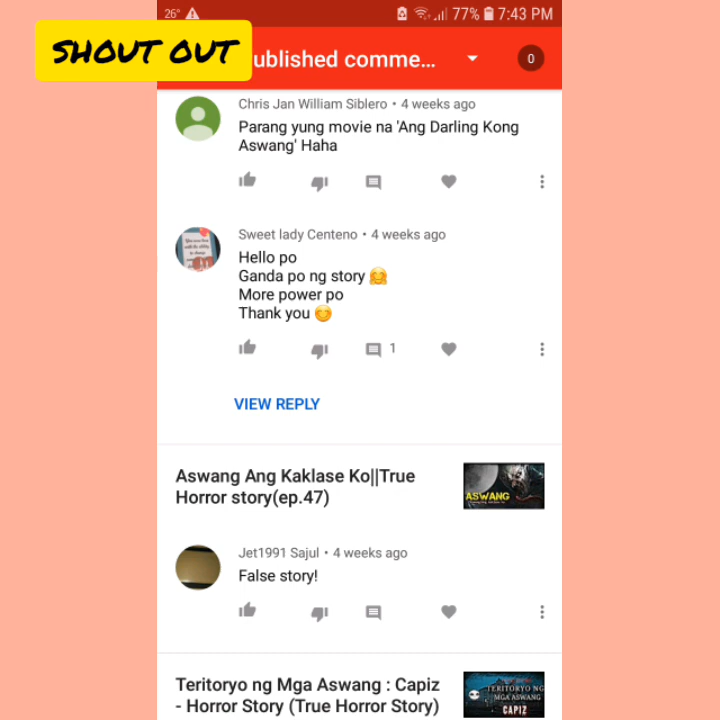 26°
77%
7:43 PM
SHOUT OUT
ublished comme...
0
Chris Jan William Siblero • 4 weeks ago
Parang yung movie na 'Ang Darling Kong
Aswang' Haha
Sweet lady Centeno • 4 weeks ago
Hello po
Ganda po ng story 🤗
More power po
Thank you 😊
1
VIEW REPLY
Aswang Ang Kaklase Ko||True
Horror story(ep.47)
ASWANG
Jet1991 Sajul • 4 weeks ago
False story!
Teritoryo ng Mga Aswang : Capiz
- Horror Story (True Horror Story)
TERITORYO NG
MGA ASWANG
CAPIZ